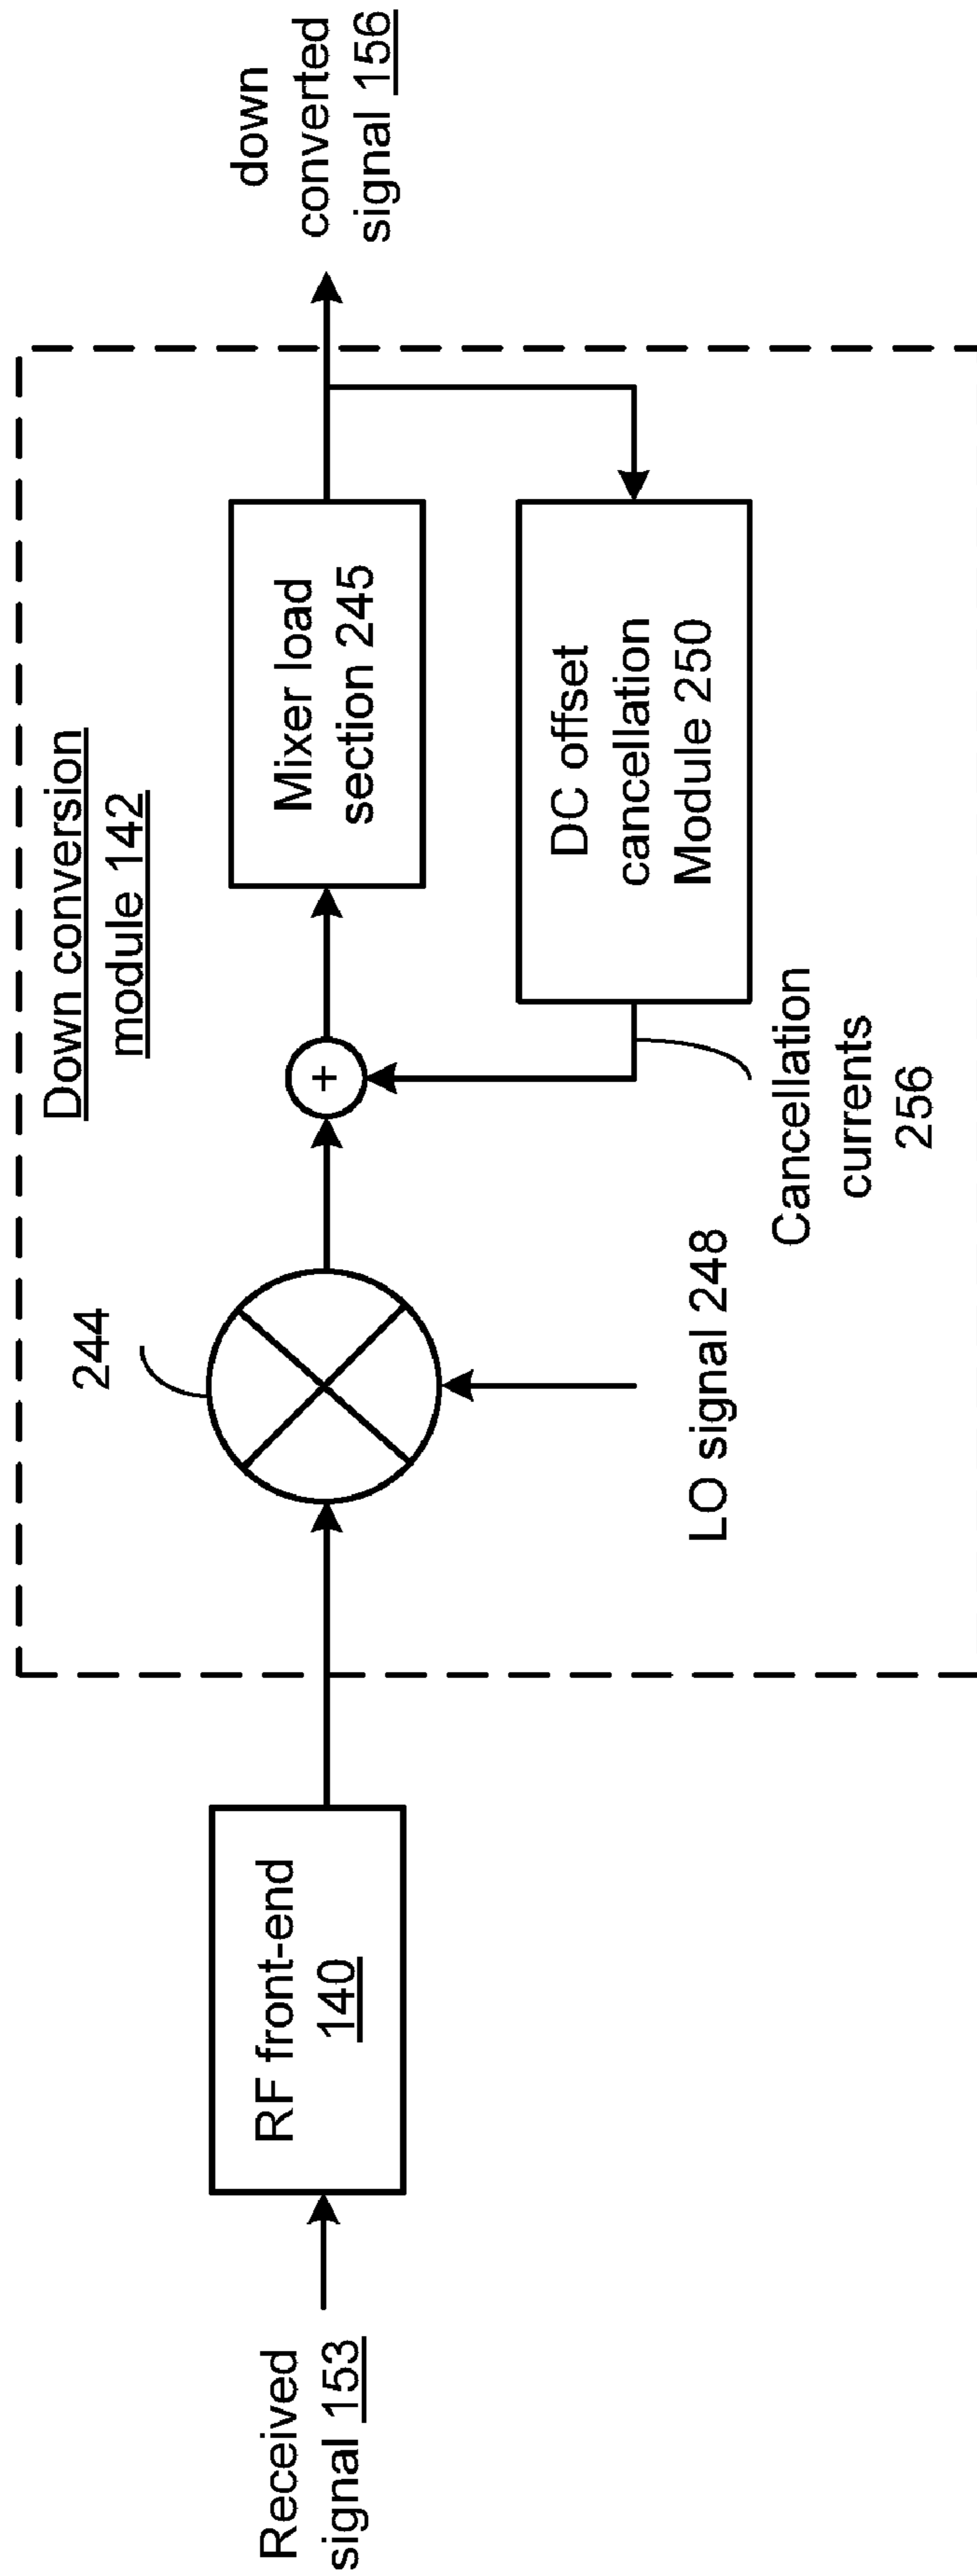 Down conversion
module 142
Received
signal 153
RF front-end
140
244
LO signal 248
+
Mixer load
section 245
DC offset
cancellation
Module 250
Cancellation
currents
256
down
converted
signal 156